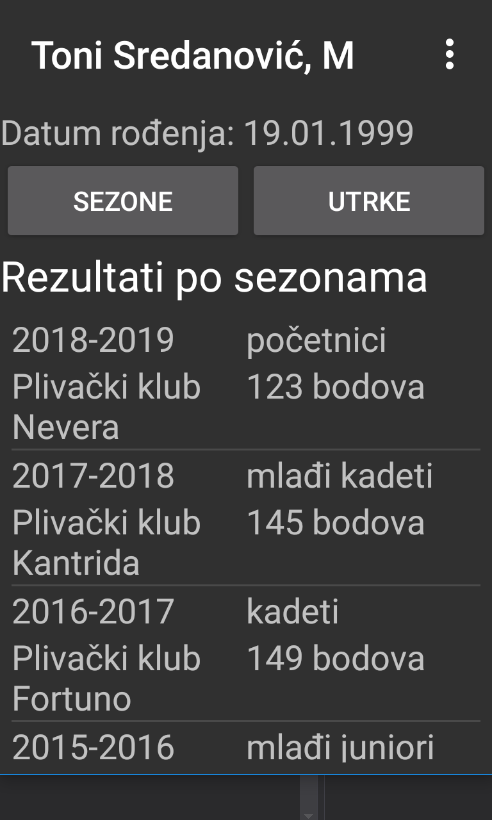 Toni Sredanović, M
Datum rođenja: 19.01.1999
SEZONE UTRKE
Rezultati po sezonama
2018-2019 početnici
Plivački klub 123 bodova
Nevera
2017-2018 mlađi kadeti
Plivački klub 145 bodova
Kantrida
2016-2017 kadeti
Plivački klub 149 bodova
Fortuno
2015-2016 mlađi juniori